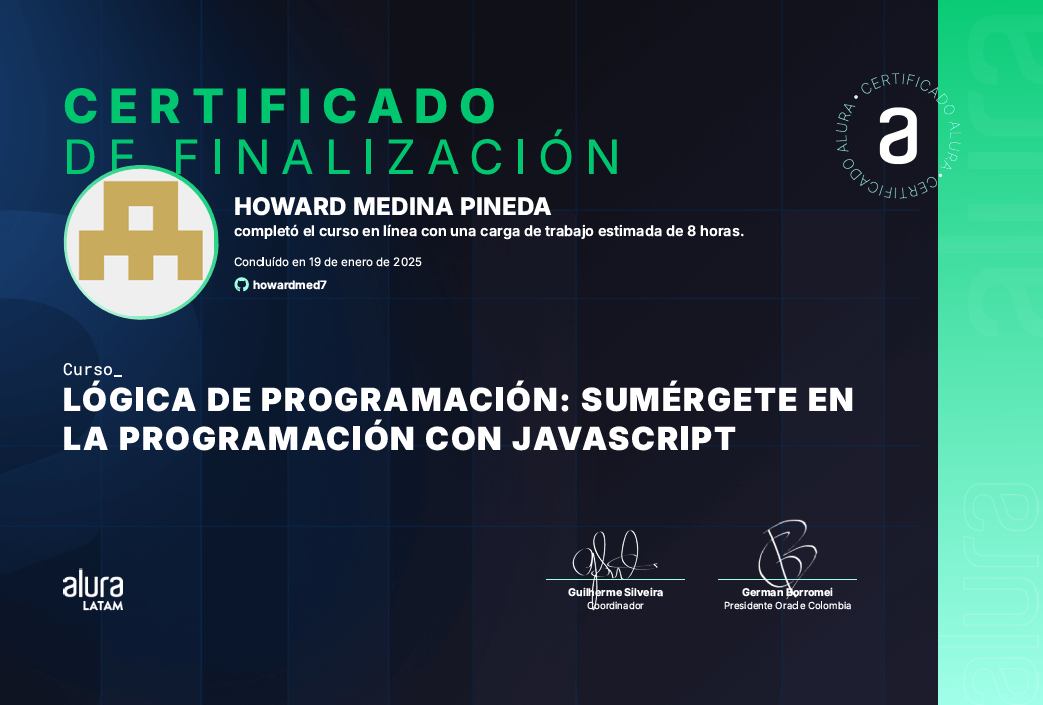 CERTIFICADO
DE FINALIZACIÓN
CERTIFICADO ALURA • CERTIFICADO ALURA •
a
HOWARD MEDINA PINEDA
completó el curso en línea con una carga de trabajo estimada de 8 horas.
Concluído en 19 de enero de 2025
howardmed7
Curso_
LÓGICA DE PROGRAMACIÓN: SUMÉRGETE EN
LA PROGRAMACIÓN CON JAVASCRIPT
alura
LATAM
Guilherme Silveira
Coordinador
German Borromei
Presidente Oracle Colombia
alura
alura